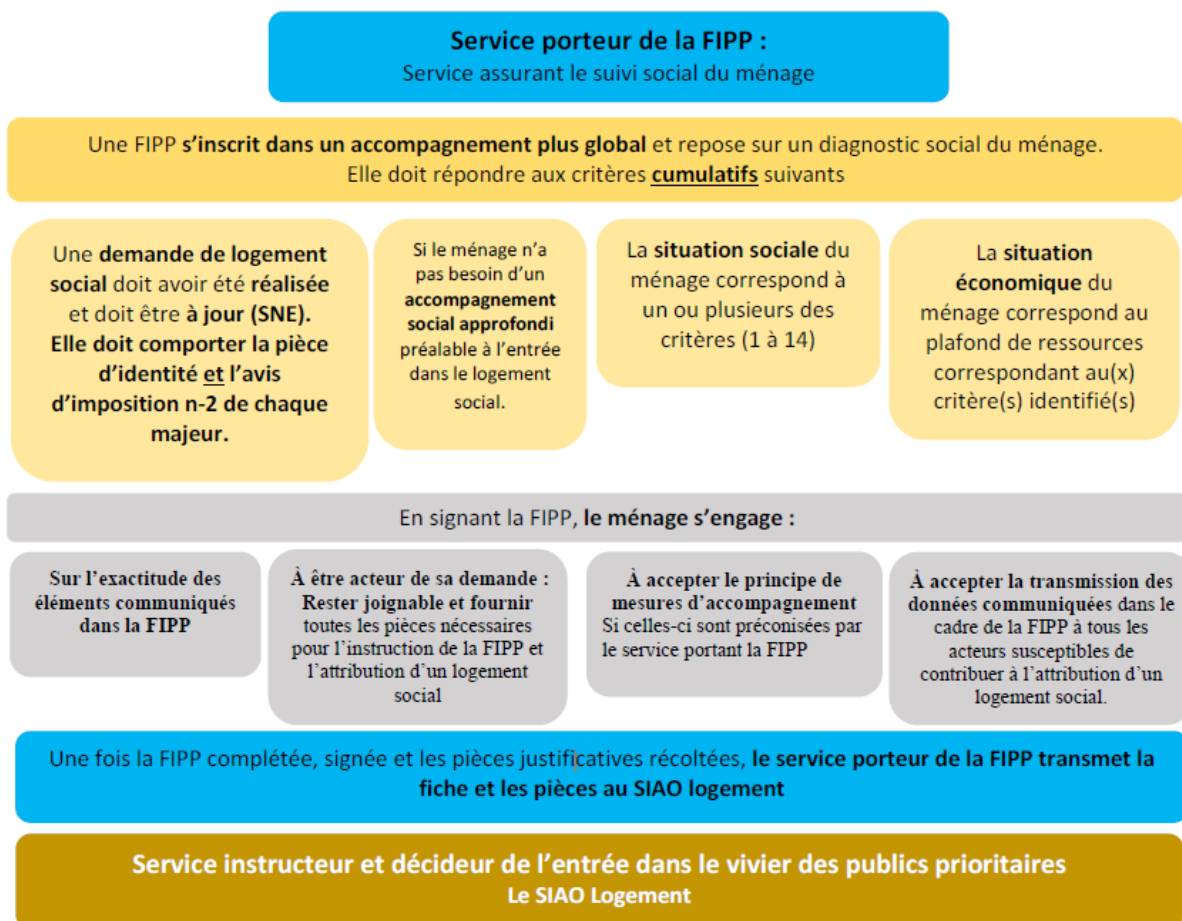 Service porteur de la FIPP :
Service assurant le suivi social du ménage
Une FIPP s'inscrit dans un accompagnement plus global et repose sur un diagnostic social du ménage.
Elle doit répondre aux critères cumulatifs suivants
Une demande de logement
social doit avoir été réalisée
et doit être à jour (SNE).
Elle doit comporter la pièce
d'identité et l'avis
d'imposition n-2 de chaque
majeur.
Si le ménage n'a
pas besoin d'un
accompagnement
social approfondi
préalable à l'entrée
dans le logement
social.
La situation sociale du
ménage correspond à
un ou plusieurs des
critères (1 à 14)
La situation
économique du
ménage correspond au
plafond de ressources
correspondant au(x)
critère(s) identifié(s)
En signant la FIPP, le ménage s'engage :
Sur l'exactitude des
éléments communiqués
dans la FIPP
À être acteur de sa demande :
Rester joignable et fournir
toutes les pièces nécessaires
pour l'instruction de la FIPP et
l'attribution d'un logement
social
À accepter le principe de
mesures d'accompagnement
Si celles-ci sont préconisées par
le service portant la FIPP
À accepter la transmission des
données communiquées dans le
cadre de la FIPP à tous les
acteurs susceptibles de
contribuer à l'attribution d'un
logement social.
Une fois la FIPP complétée, signée et les pièces justificatives récoltées, le service porteur de la FIPP transmet la
fiche et les pièces au SIAO logement
Service instructeur et décideur de l'entrée dans le vivier des publics prioritaires
Le SIAO Logement